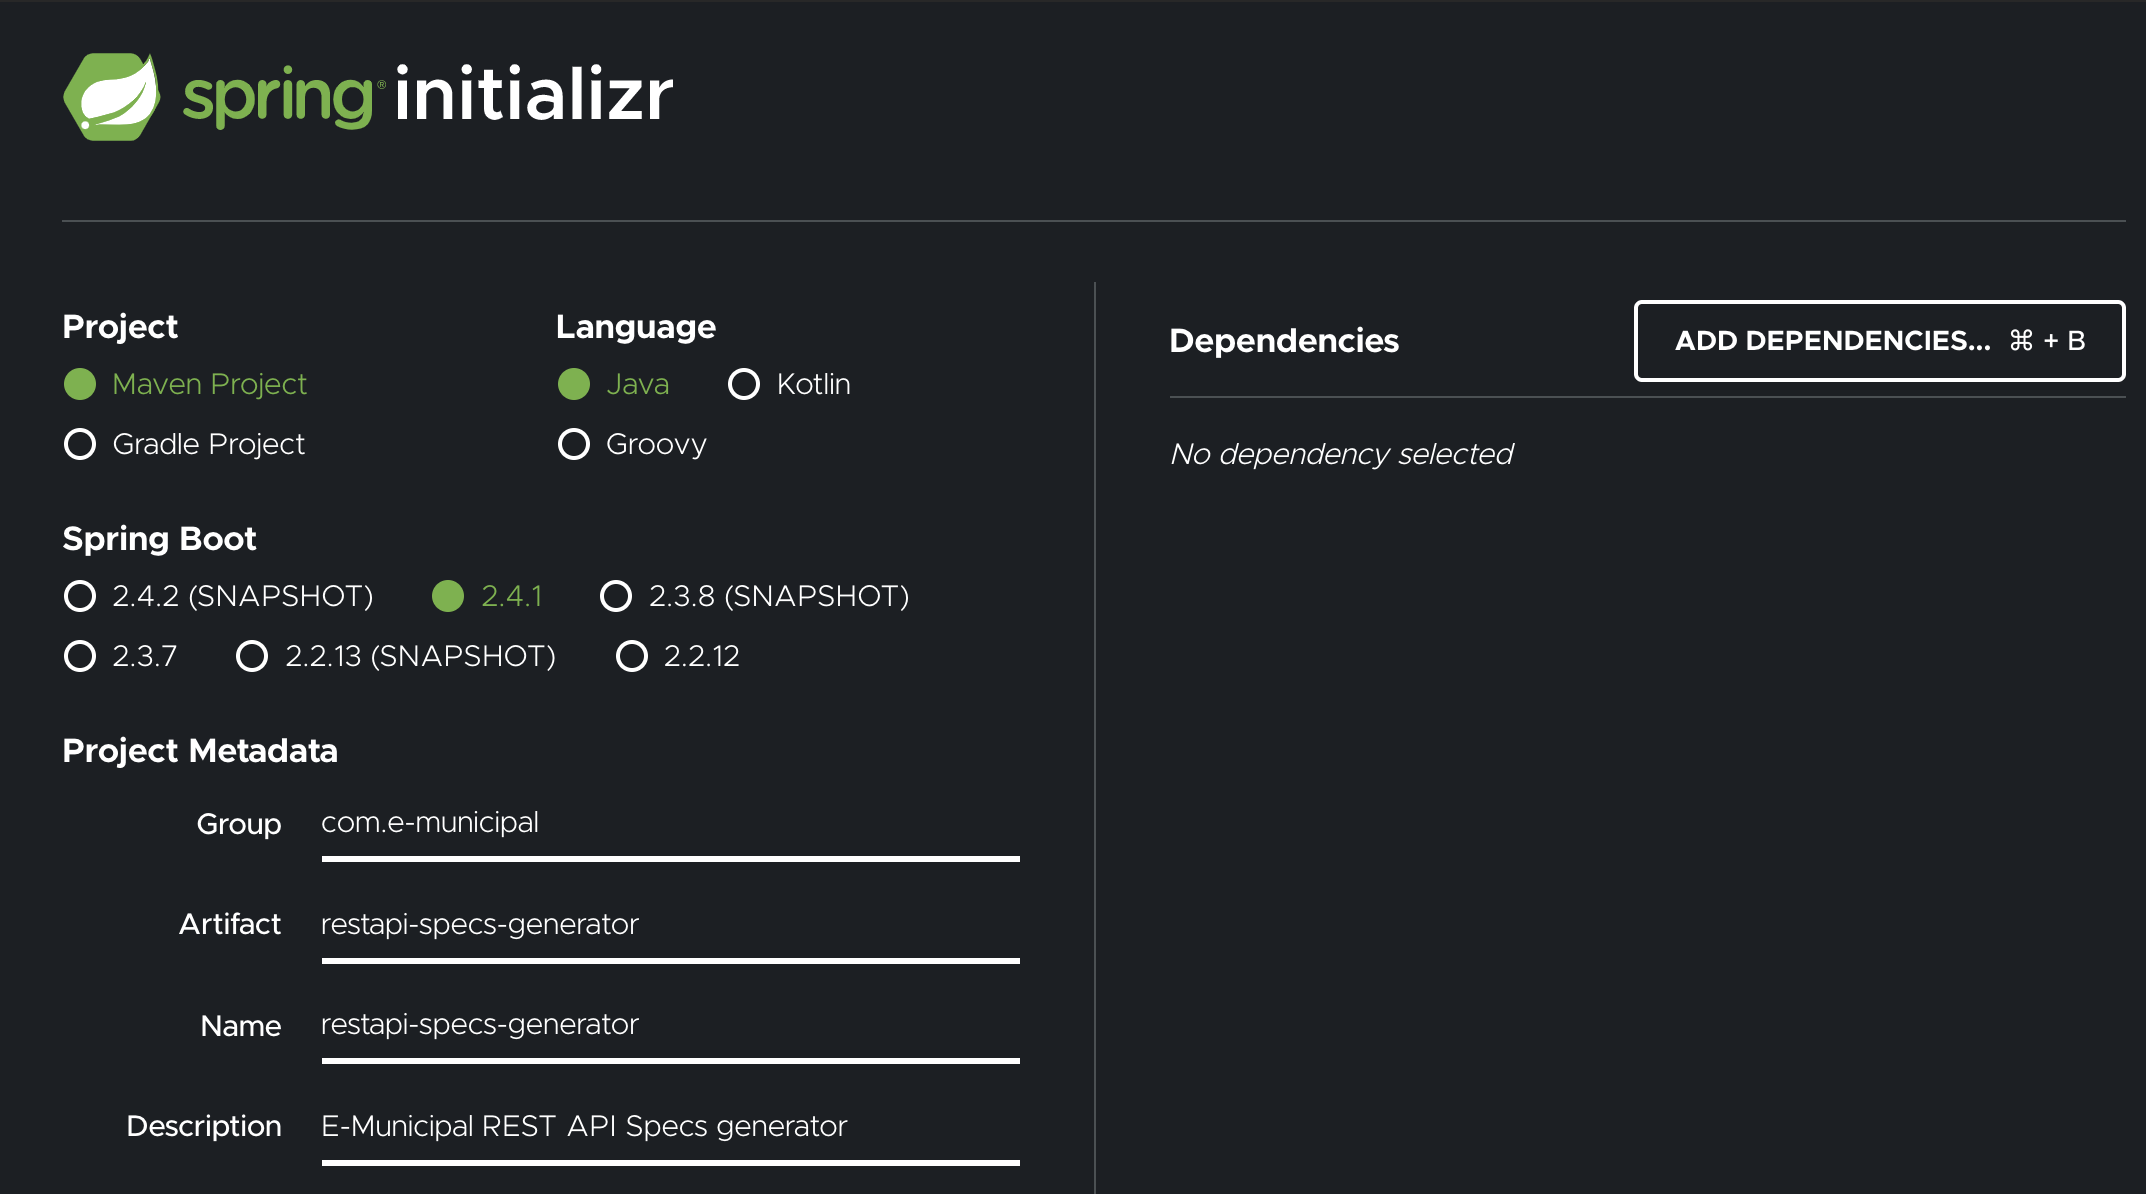 spring® initializr
Project
Maven Project
Gradle Project
Language
Java Kotlin
Groovy
Spring Boot
2.4.2 (SNAPSHOT) 2.4.1 2.3.8 (SNAPSHOT)
2.3.7 2.2.13 (SNAPSHOT) 2.2.12
Project Metadata
Group com.e-municipal
Artifact restapi-specs-generator
Name restapi-specs-generator
Description E-Municipal REST API Specs generator
Dependencies ADD DEPENDENCIES... ⌘ + B
No dependency selected